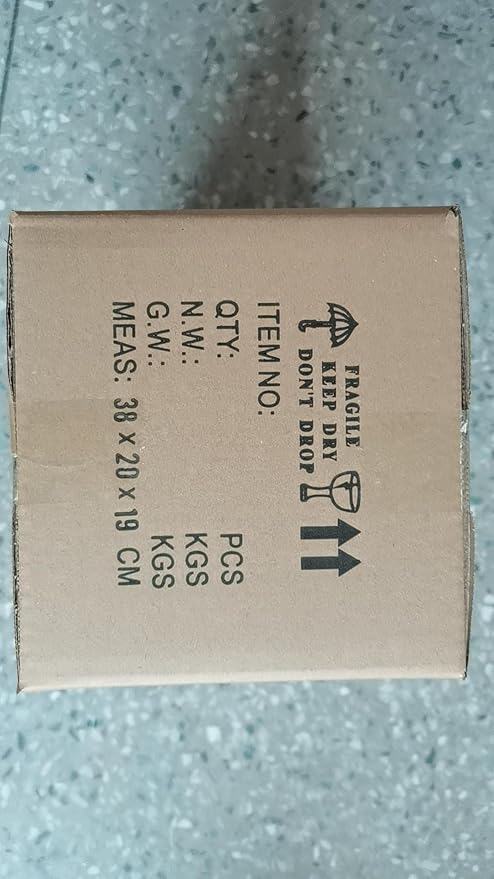 FRAGILE
KEEP DRY
DON'T DROP
ITEM NO:
QTY: PCS
N.W.: KGS
G.W.: KGS
MEAS: 38 x 20 x 19 CM